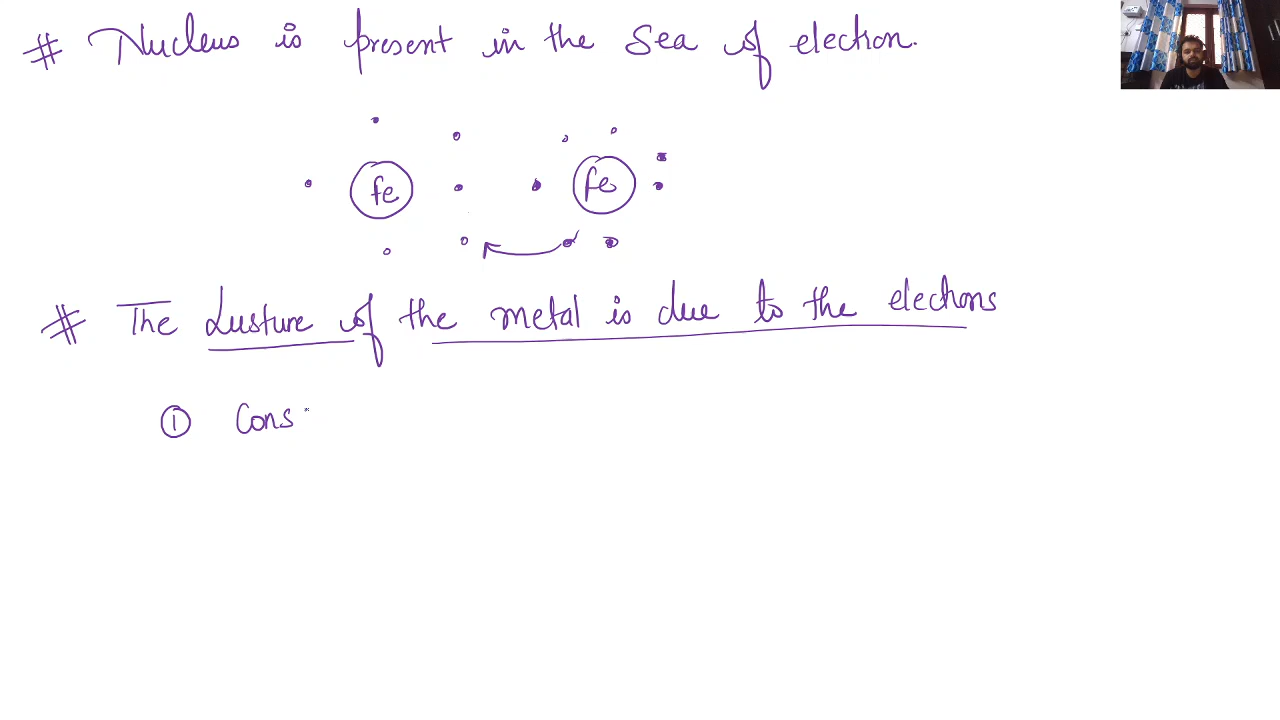 # Nucleus is present in the Sea of election.
fe fe
# The Lusture of the metal is due to the elections
① Cons